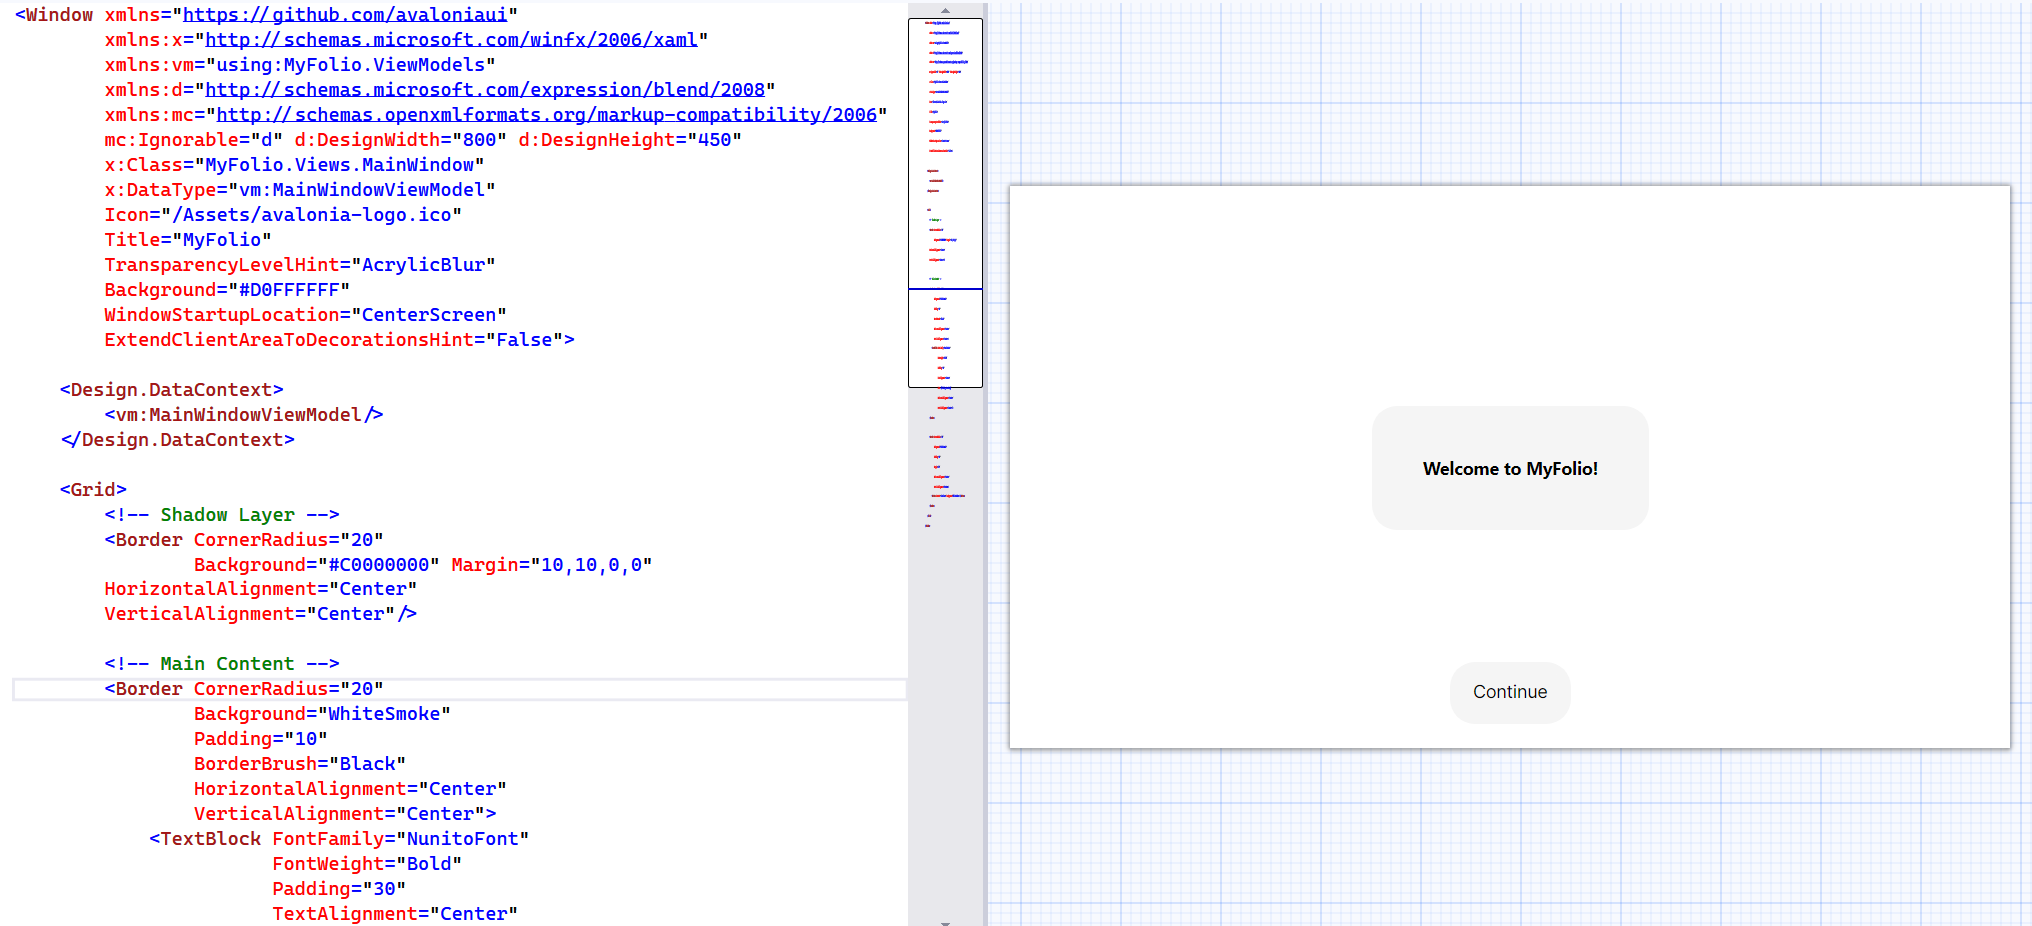 <Window xmlns="https://github.com/avaloniaui"
xmlns:x="http://schemas.microsoft.com/winfx/2006/xaml"
xmlns:vm="using:MyFolio.ViewModels"
xmlns:d="http://schemas.microsoft.com/expression/blend/2008"
xmlns:mc="http://schemas.openxmlformats.org/markup-compatibility/2006"
mc:Ignorable="d" d:DesignWidth="800" d:DesignHeight="450"
x:Class="MyFolio.Views.MainWindow"
x:DataType="vm:MainWindowViewModel"
Icon="/Assets/avalonia-logo.ico"
Title="MyFolio"
TransparencyLevelHint="AcrylicBlur"
Background="#D0FFFFFF"
WindowStartupLocation="CenterScreen"
ExtendClientAreaToDecorationsHint="False">
<Design.DataContext>
<vm:MainWindowViewModel/>
</Design.DataContext>
<Grid>
<!-- Shadow Layer -->
<Border CornerRadius="20"
Background="#C0000000" Margin="10,10,0,0"
HorizontalAlignment="Center"
VerticalAlignment="Center"/>
<!-- Main Content -->
<Border CornerRadius="20"
Background="WhiteSmoke"
Padding="10"
BorderBrush="Black"
HorizontalAlignment="Center"
VerticalAlignment="Center">
<TextBlock FontFamily="NunitoFont"
FontWeight="Bold"
Padding="30"
TextAlignment="Center"
Welcome to MyFolio!
Continue